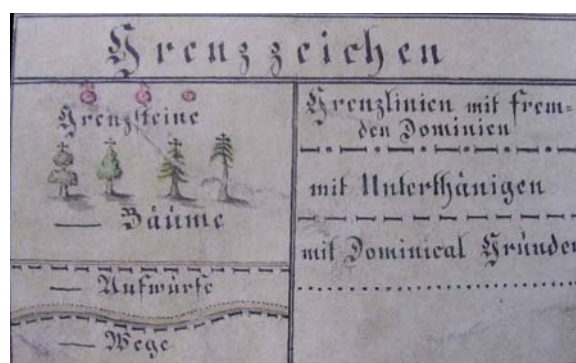 Grenzzeichen
Grenzsteine
— Bäume
— Aufwürfe
— Wege
Grenzlinien mit frem=
den Dominien
mit Unterthänigen
mit Dominical Gründen